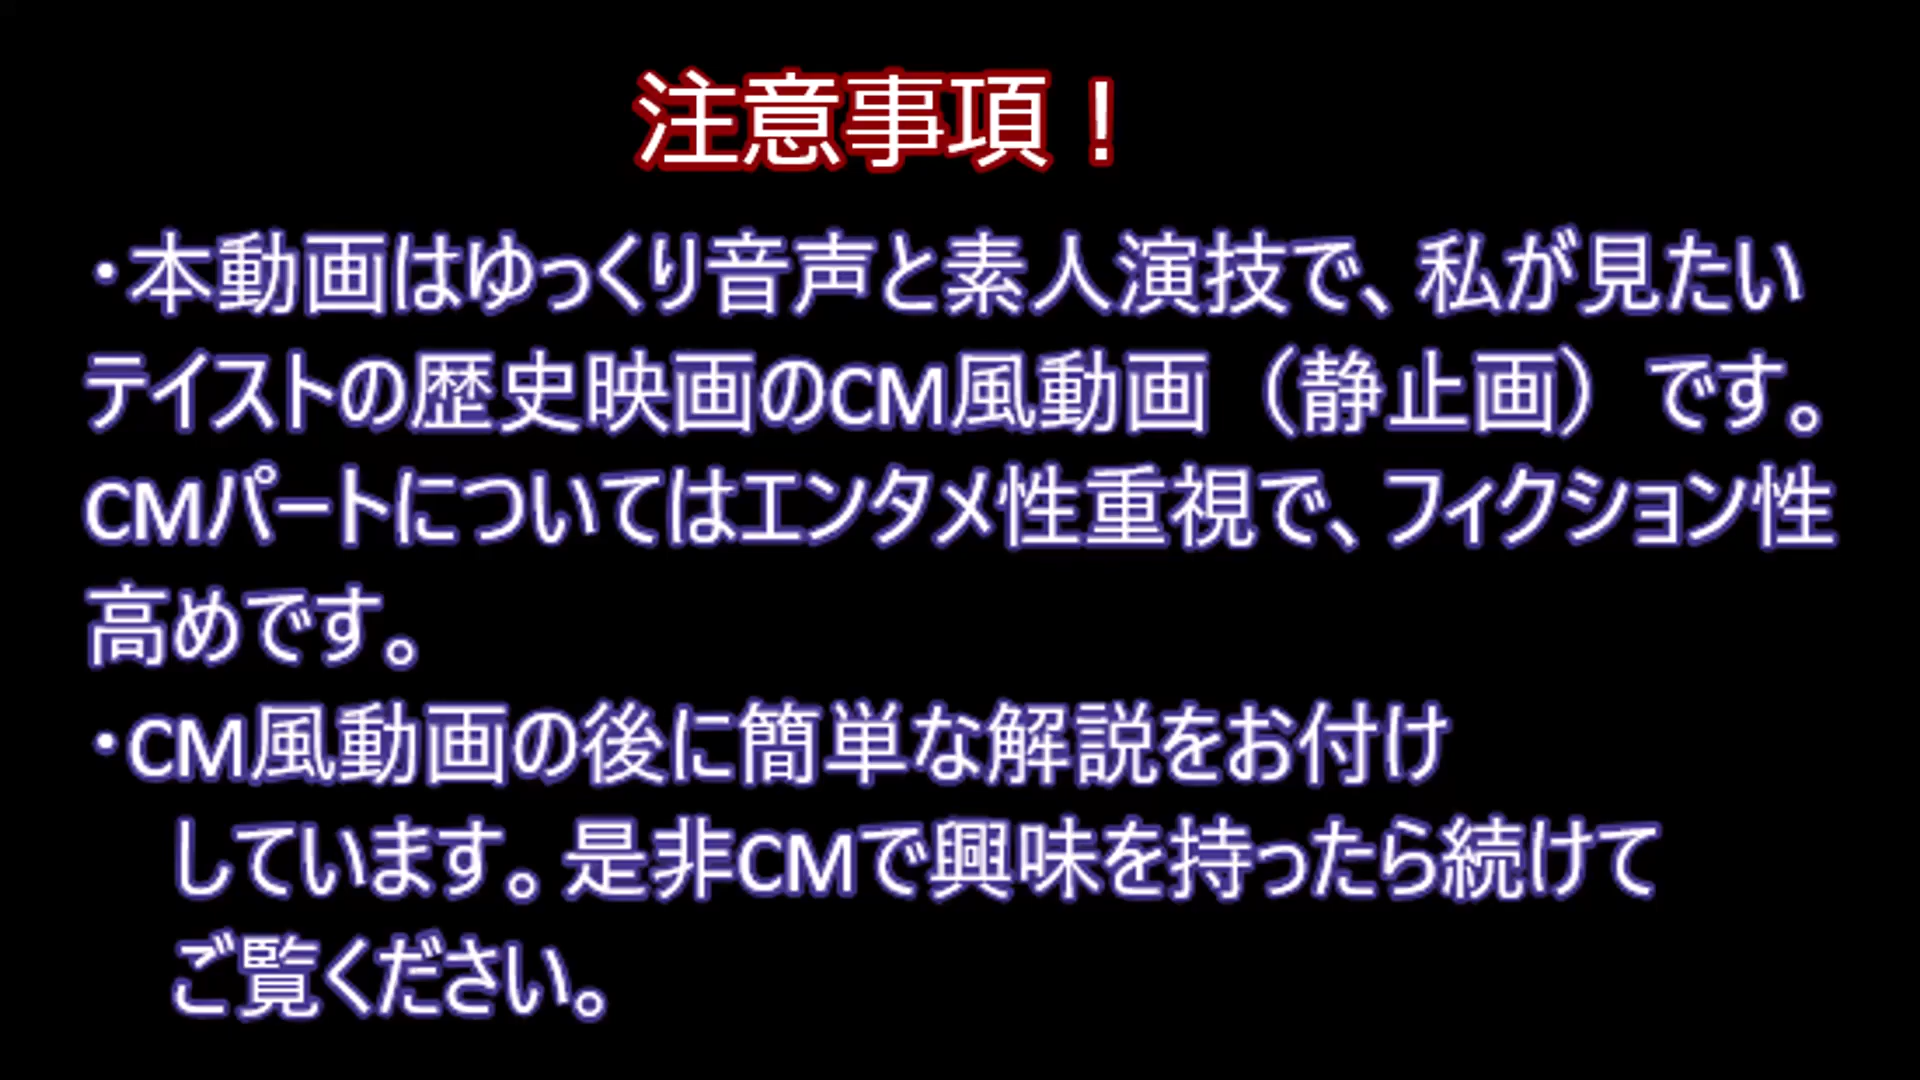 注意事項！
・本動画はゆっくり音声と素人演技で、私が見たい
テイストの歴史映画のCM風動画（静止画）です。
CMパートについてはエンタメ性重視で、フィクション性
高めです。
・CM風動画の後に簡単な解説をお付け
しています。是非CMで興味を持ったら続けて
ご覧ください。